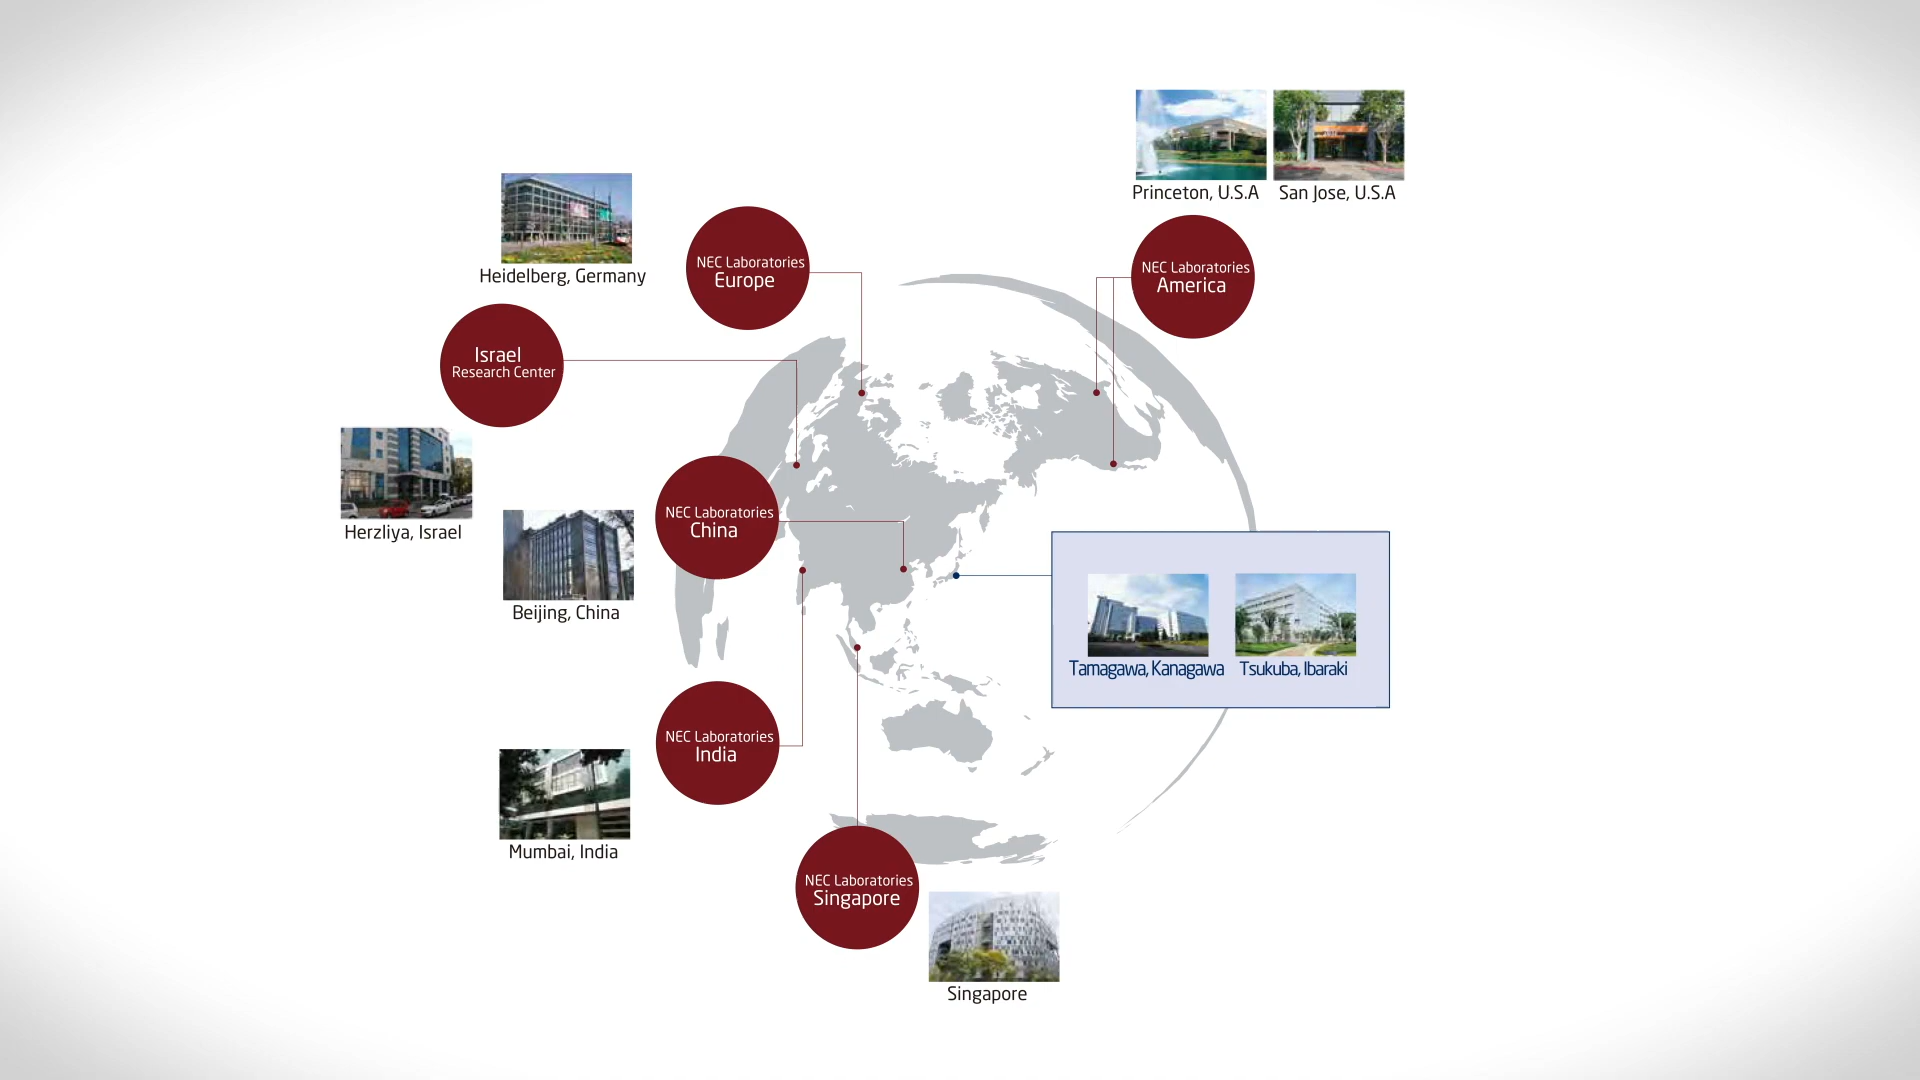 Princeton, U.S.A
San Jose, U.S.A
NEC Laboratories
America
Heidelberg, Germany
NEC Laboratories
Europe
Israel
Research Center
Herzliya, Israel
NEC Laboratories
China
Beijing, China
Tamagawa, Kanagawa
Tsukuba, Ibaraki
NEC Laboratories
India
Mumbai, India
NEC Laboratories
Singapore
Singapore